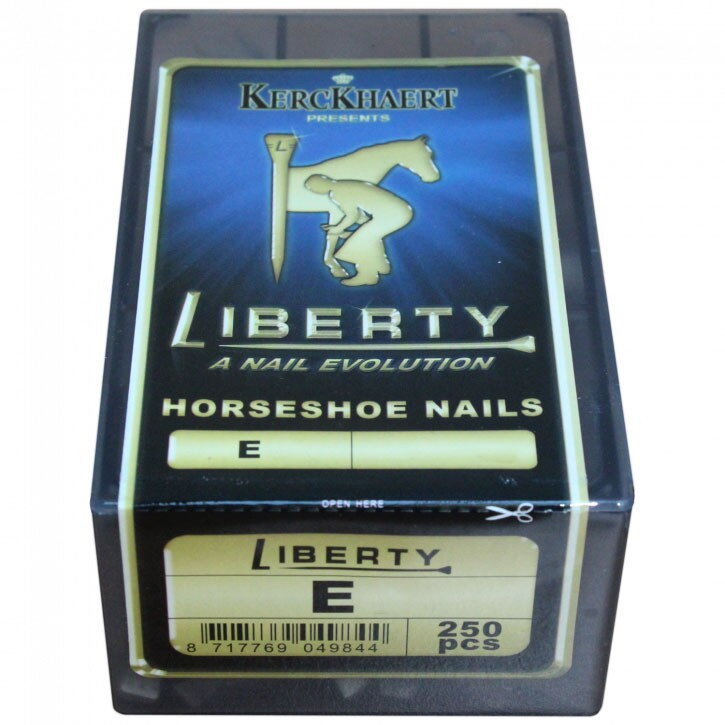 KERCKHAERT
PRESENTS
L
LIBERTY
A NAIL EVOLUTION
HORSESHOE NAILS
E
OPEN HERE
LIBERTY
E
8 717769 049844
250
pcs